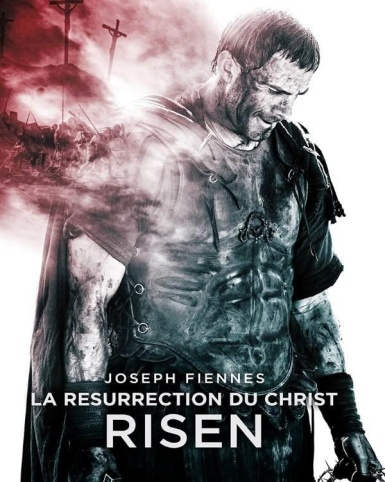 JOSEPH FIENNES
LA RESURRECTION DU CHRIST
RISEN